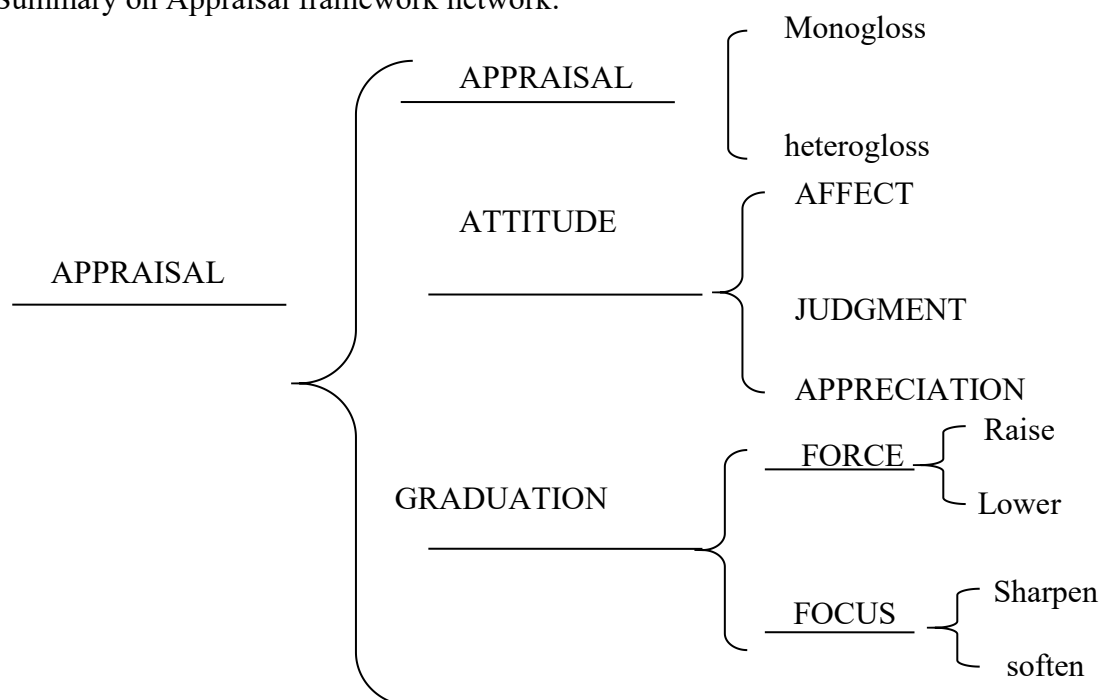 Summary on Appraisal framework network.
Monogloss
APPRAISAL
heterogloss
AFFECT
ATTITUDE
APPRAISAL
JUDGMENT
APPRECIATION
Raise
FORCE
GRADUATION
Lower
Sharpen
FOCUS
soften